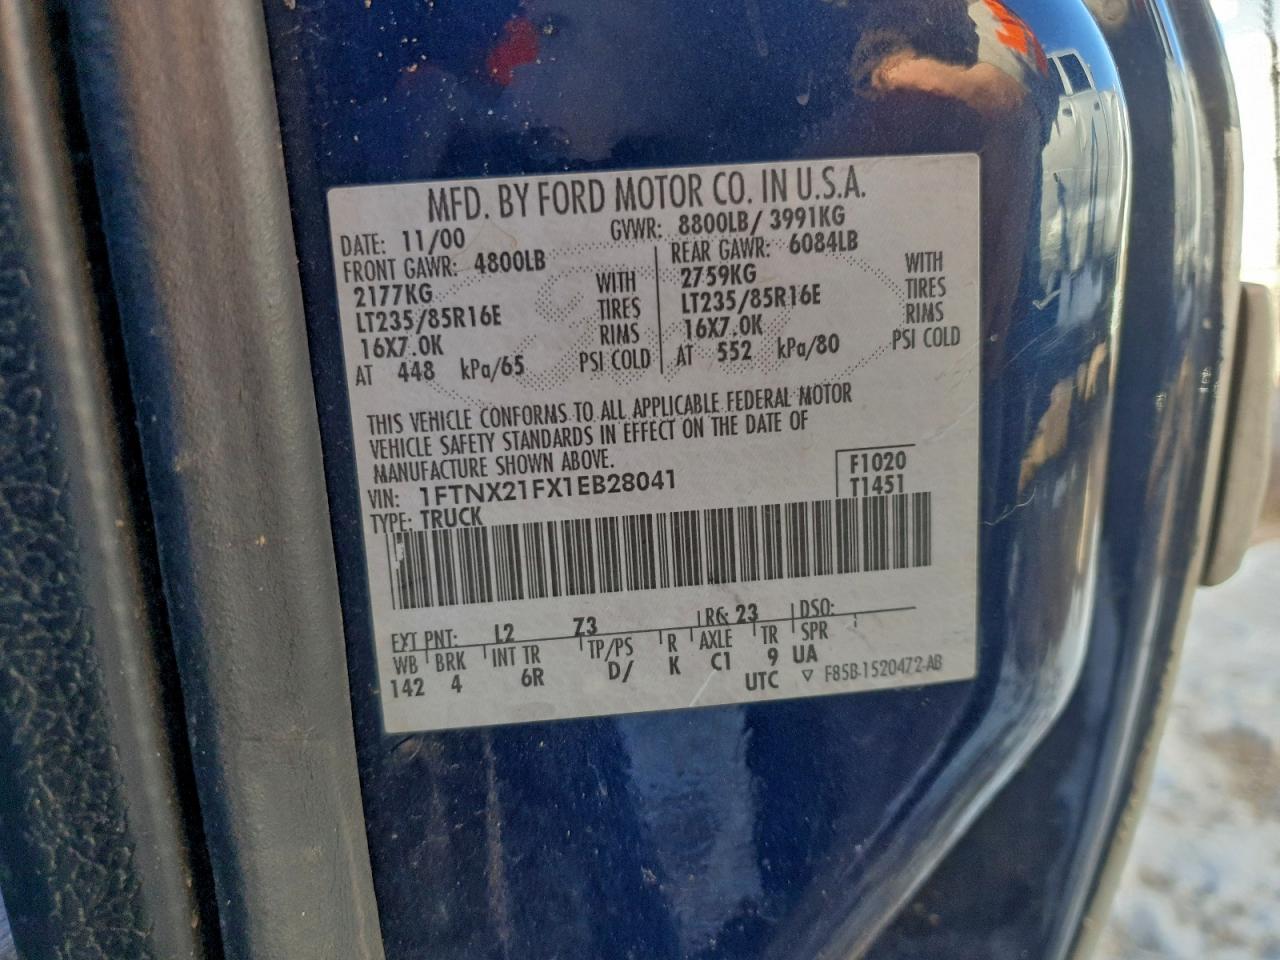 MFD. BY FORD MOTOR CO. IN U.S.A.
DATE: 11/00 GVWR: 8800LB/ 3991KG
FRONT GAWR: 4800LB REAR GAWR: 6084LB
2177KG WITH 2759KG WITH
LT235/85R16E TIRES LT235/85R16E TIRES
16X7.0K RIMS 16X7.0K RIMS
AT 448 kPa/65 PSI COLD AT 552 kPa/80 PSI COLD
THIS VEHICLE CONFORMS TO ALL APPLICABLE FEDERAL MOTOR
VEHICLE SAFETY STANDARDS IN EFFECT ON THE DATE OF
MANUFACTURE SHOWN ABOVE.
VIN: 1FTNX21FX1EB28041 F1020
TYPE: TRUCK T1451
EXT PNT: L2 Z3 RC: 23 DSO:
WB BRK INT TR TP/PS R AXLE TR SPR
142 4 6R D/ K C1 9 UA
UTC ▽ F85B-1520472-AB